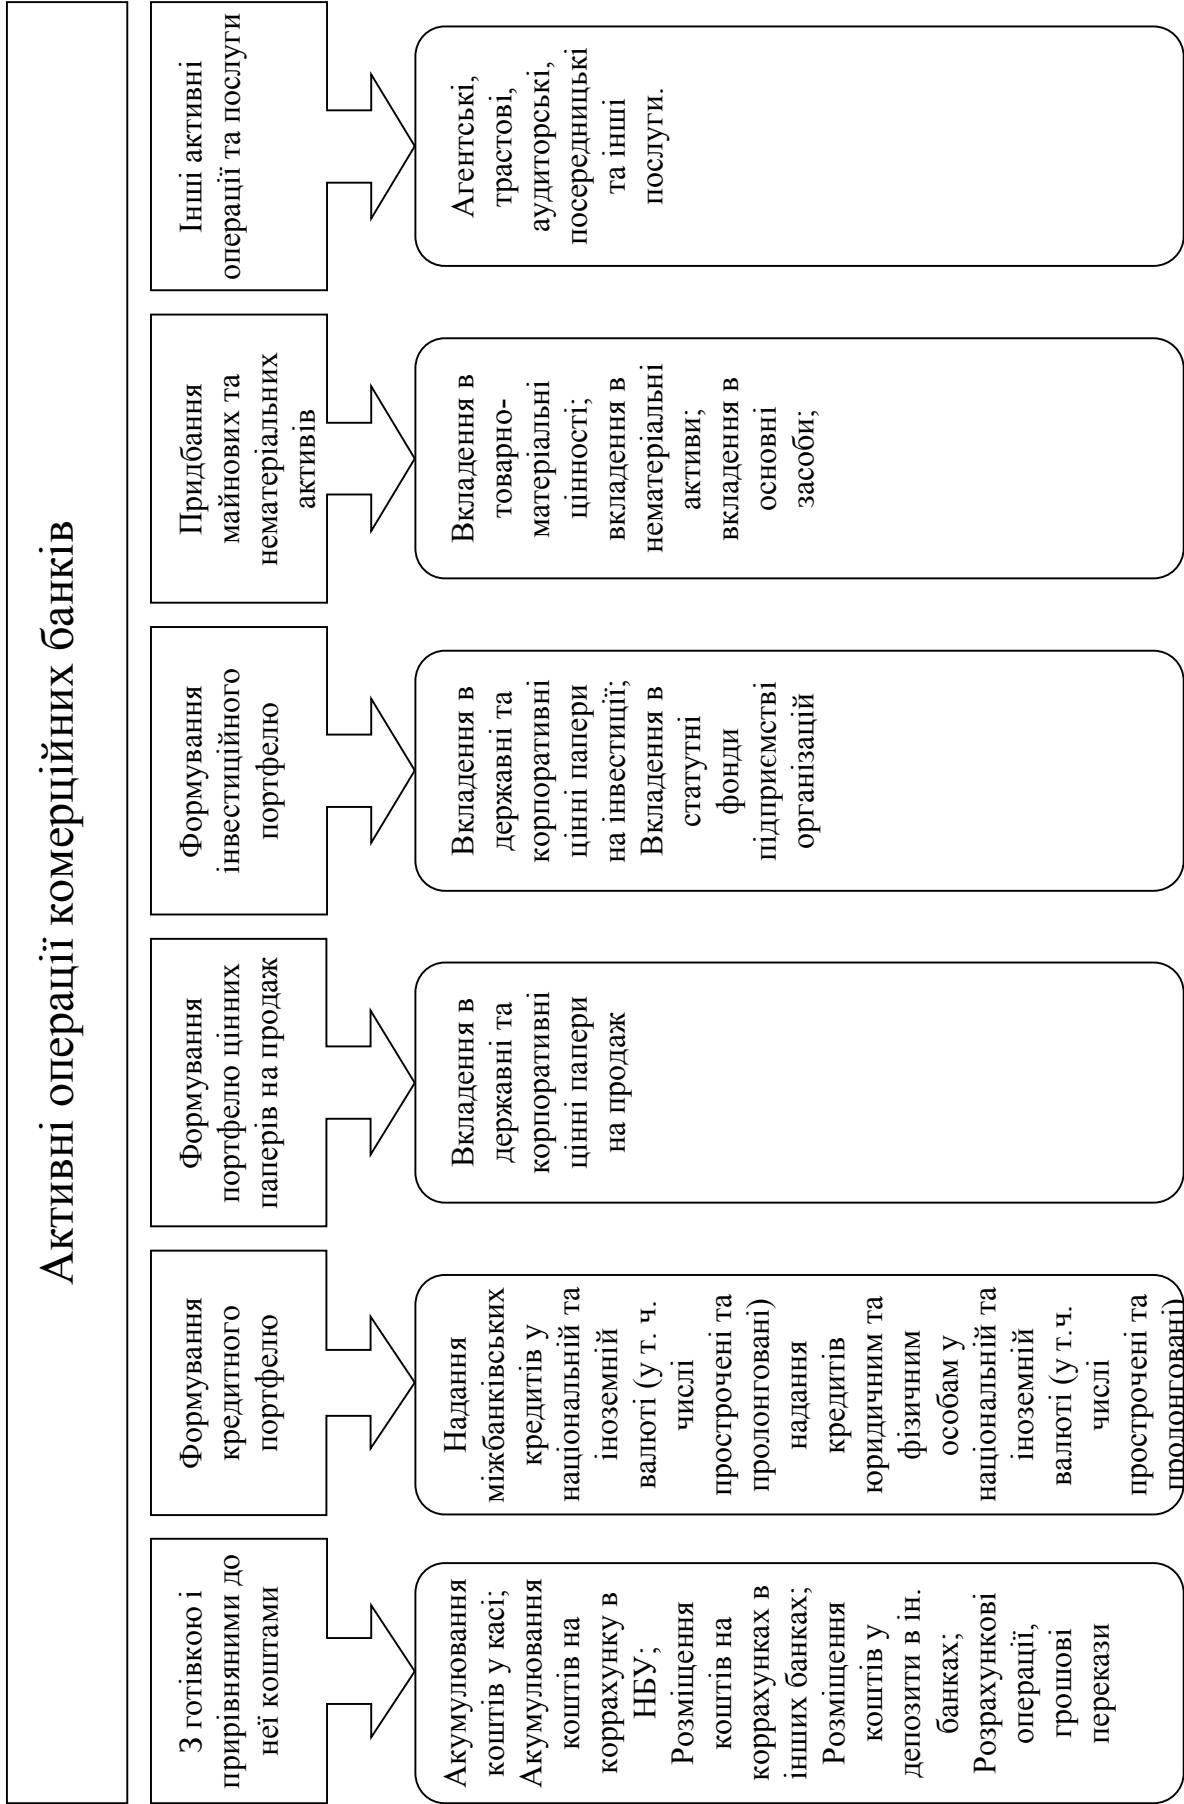 Активні операції комерційних банків
З готівкою і
прирівняними до
неї коштами
Акумулювання
коштів у касі;
Акумулювання
коштів на
коррахунку в
НБУ;
Розміщення
коштів на
коррахунках в
інших банках;
Розміщення
коштів у
депозити в ін.
банках;
Розрахункові
операції,
грошові
перекази
Формування
кредитного
портфелю
Надання
міжбанківських
кредитів у
національній та
іноземній
валюті (у т. ч.
числі
прострочені та
пролонговані)
надання
кредитів
юридичним та
фізичним
особам у
національній та
іноземній
валюті (у т.ч.
числі
прострочені та
пролонговані)
Формування
портфелю цінних
паперів на продаж
Вкладення в
державні та
корпоративні
цінні папери
на продаж
Формування
інвестиційного
портфелю
Вкладення в
державні та
корпоративні
цінні папери
на інвестиції;
Вкладення в
статутні
фонди
підприємстві
організацій
Придбання
майнових та
нематеріальних
активів
Вкладення в
товарно-
матеріальні
цінності;
вкладення в
нематеріальні
активи;
вкладення в
основні
засоби;
Інші активні
операції та послуги
Агентські,
трастові,
аудиторські,
посередницькі
та інші
послуги.